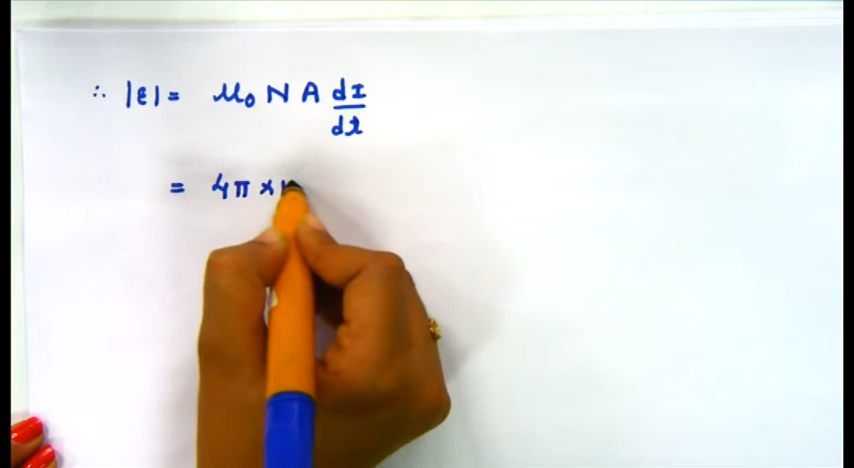 ∴ |ε| = μ₀ N A dI/dt
= 4π ×